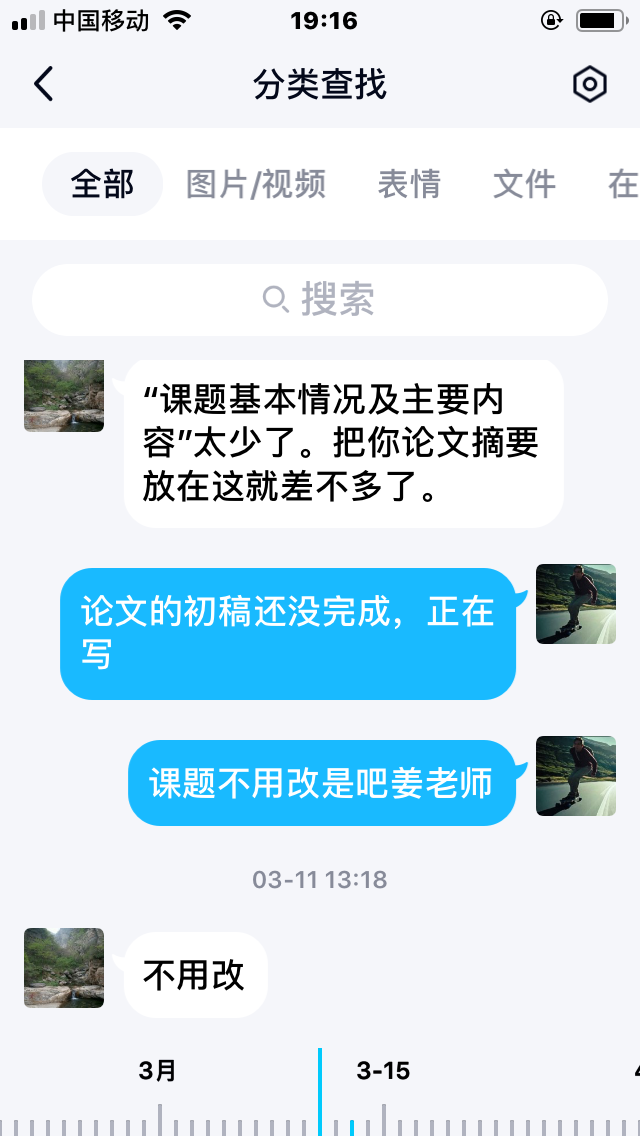 中国移动 19:16
分类查找
全部 图片/视频 表情 文件 在
搜索
“课题基本情况及主要内
容”太少了。把你论文摘要
放在这就差不多了。
论文的初稿还没完成，正在
写
课题不用改是吧姜老师
03-11 13:18
不用改
3月 3-15